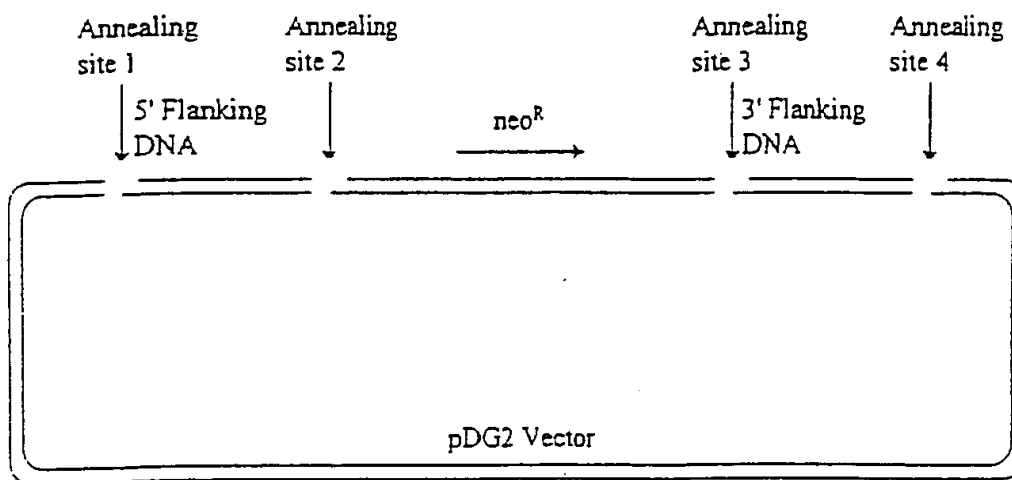 Annealing
site 1
Annealing
site 2
Annealing
site 3
Annealing
site 4
5' Flanking
DNA
neoR
3' Flanking
DNA
pDG2 Vector